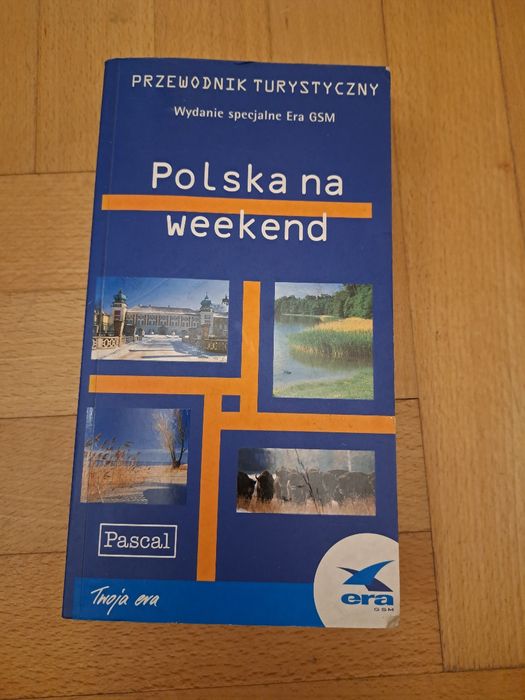 PRZEWODNIK TURYSTYCZNY
Wydanie specjalne Era GSM
Polska na
weekend
Pascal
Twoja era
era
GSM